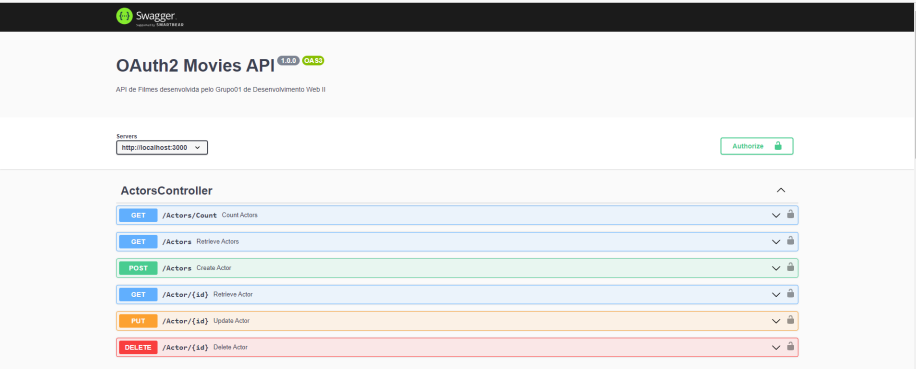 Swagger
Supported by SMARTBEAR
OAuth2 Movies API 1.0.0 OAS3
API de Filmes desenvolvida pelo Grupo01 de Desenvolvimento Web II
Servers
http://localhost:3000
Authorize
ActorsController
GET /Actors/Count Count Actors
GET /Actors Retrieve Actors
POST /Actors Create Actor
GET /Actor/{id} Retrieve Actor
PUT /Actor/{id} Update Actor
DELETE /Actor/{id} Delete Actor